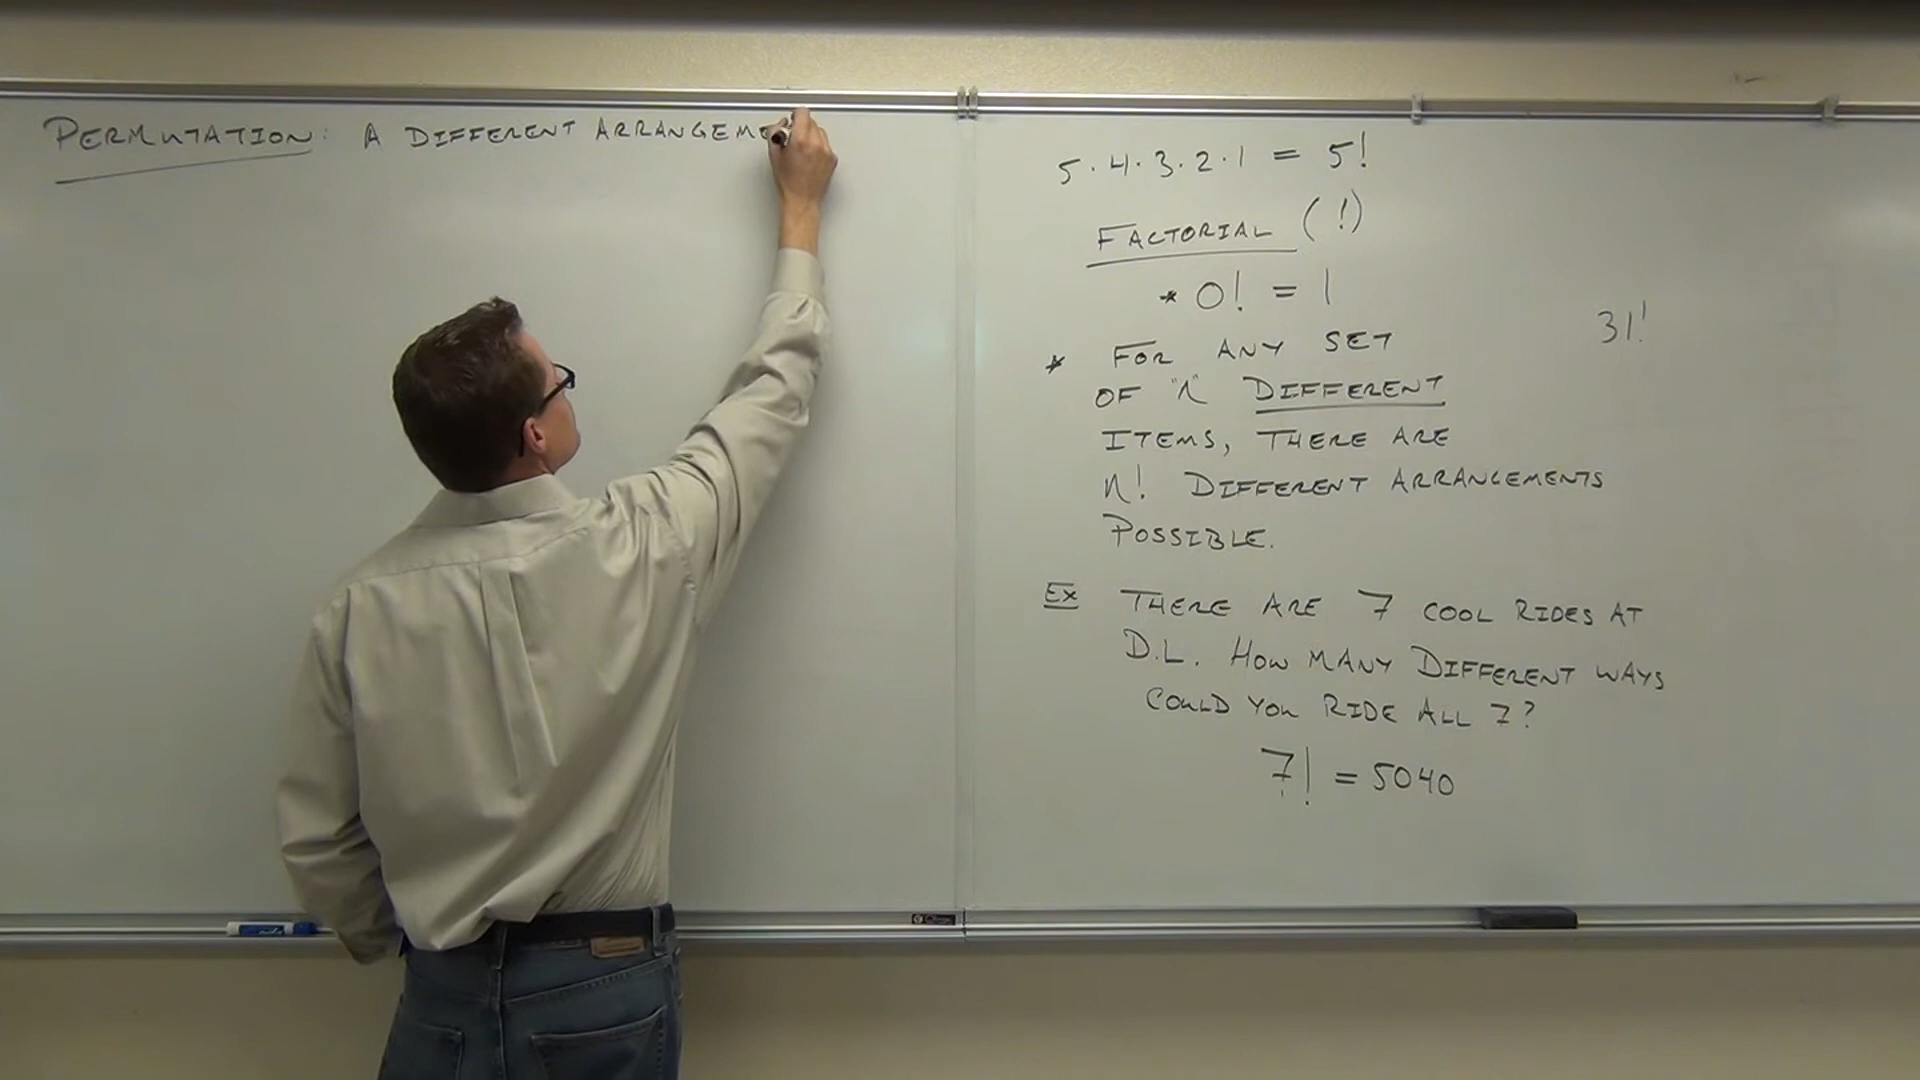 PERMUTATION: A DIFFERENT ARRANGEME
5·4·3·2·1 = 5!
FACTORIAL (!)
* 0! = 1
31!
* FOR ANY SET
OF "n" DIFFERENT
ITEMS, THERE ARE
n! DIFFERENT ARRANGEMENTS
POSSIBLE.
Ex THERE ARE 7 COOL RIDES AT
D.L. HOW MANY DIFFERENT WAYS
COULD YOU RIDE ALL 7?
7! = 5040